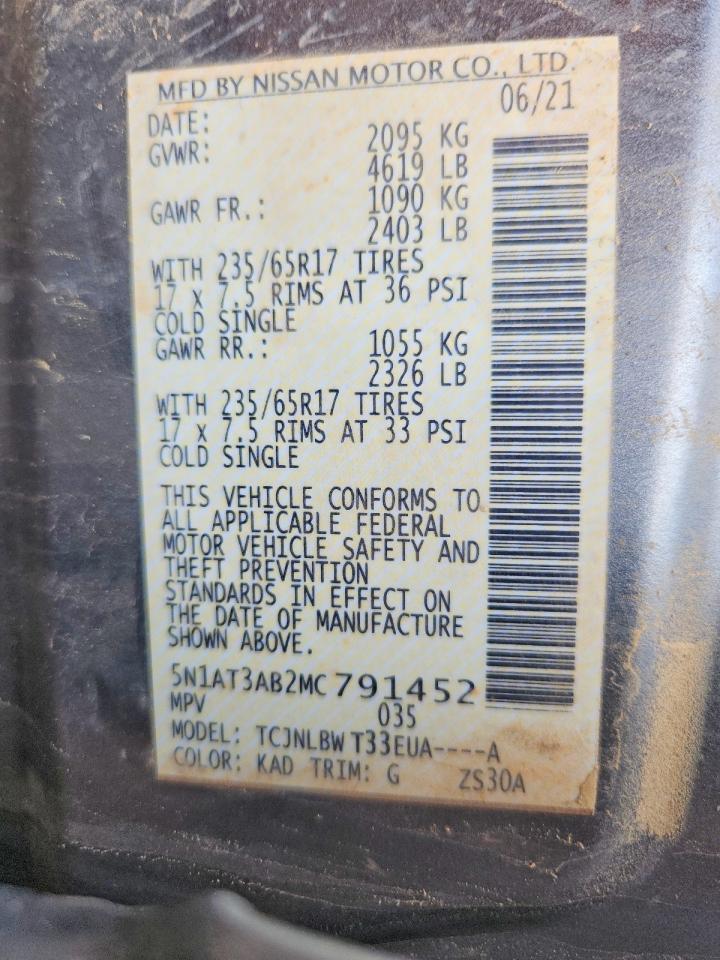 MFD BY NISSAN MOTOR CO., LTD.
DATE: 06/21
GVWR: 2095 KG
4619 LB
GAWR FR.: 1090 KG
2403 LB
WITH 235/65R17 TIRES
17 x 7.5 RIMS AT 36 PSI
COLD SINGLE
GAWR RR.: 1055 KG
2326 LB
WITH 235/65R17 TIRES
17 x 7.5 RIMS AT 33 PSI
COLD SINGLE
THIS VEHICLE CONFORMS TO
ALL APPLICABLE FEDERAL
MOTOR VEHICLE SAFETY AND
THEFT PREVENTION
STANDARDS IN EFFECT ON
THE DATE OF MANUFACTURE
SHOWN ABOVE.
5N1AT3AB2MC791452
MPV 035
MODEL: TCJNLBW T33EUA----A
COLOR: KAD TRIM: G ZS30A